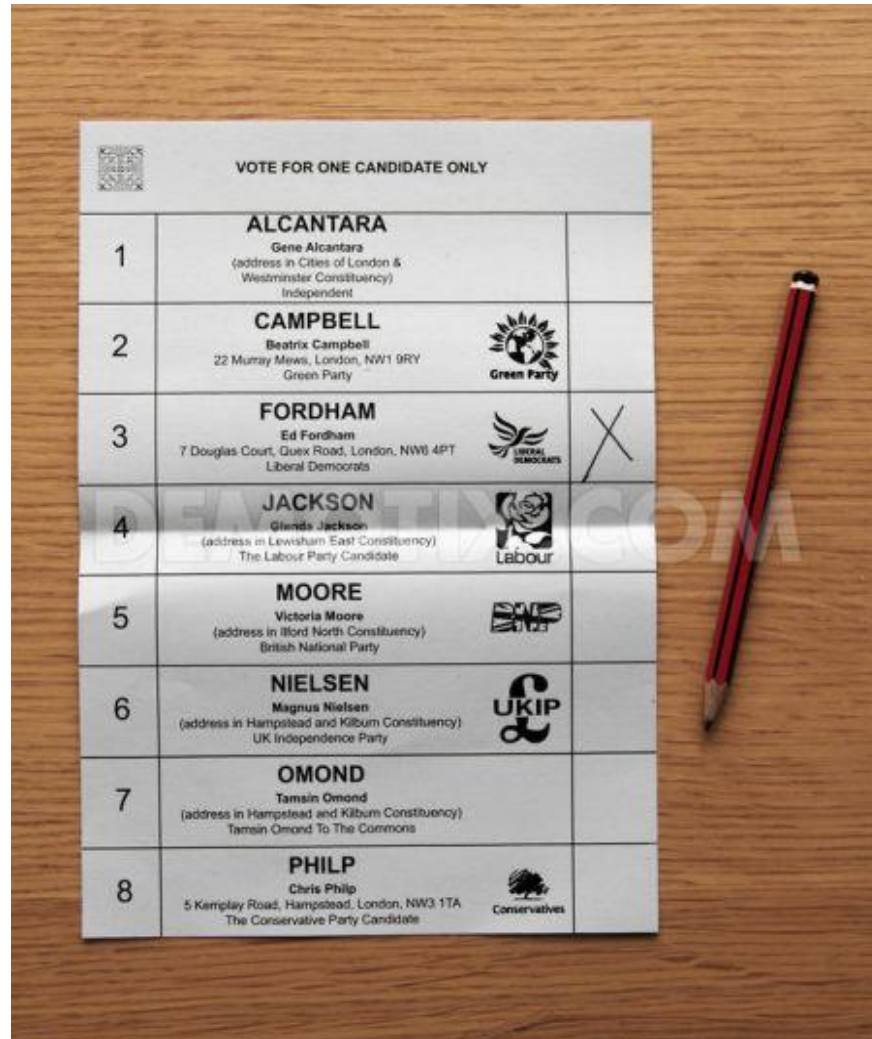 VOTE FOR ONE CANDIDATE ONLY
1
ALCANTARA
Gene Alcantara
(address in Cities of London &
Westminster Constituency)
Independent
2
CAMPBELL
Beatrix Campbell
22 Murray Mews, London, NW1 9RY
Green Party
Green Party
3
FORDHAM
Ed Fordham
7 Douglas Court, Quex Road, London, NW6 4PT
Liberal Democrats
LIBERAL
DEMOCRATS
X
4
JACKSON
Glenda Jackson
(address in Lewisham East Constituency)
The Labour Party Candidate
Labour
DEMOTIX.COM
5
MOORE
Victoria Moore
(address in Ilford North Constituency)
British National Party
BNP
6
NIELSEN
Magnus Nielsen
(address in Hampstead and Kilburn Constituency)
UK Independence Party
£
UKIP
7
OMOND
Tamsin Omond
(address in Hampstead and Kilburn Constituency)
Tamsin Omond To The Commons
8
PHILP
Chris Philp
5 Kemplay Road, Hampstead, London, NW3 1TA
The Conservative Party Candidate
Conservatives